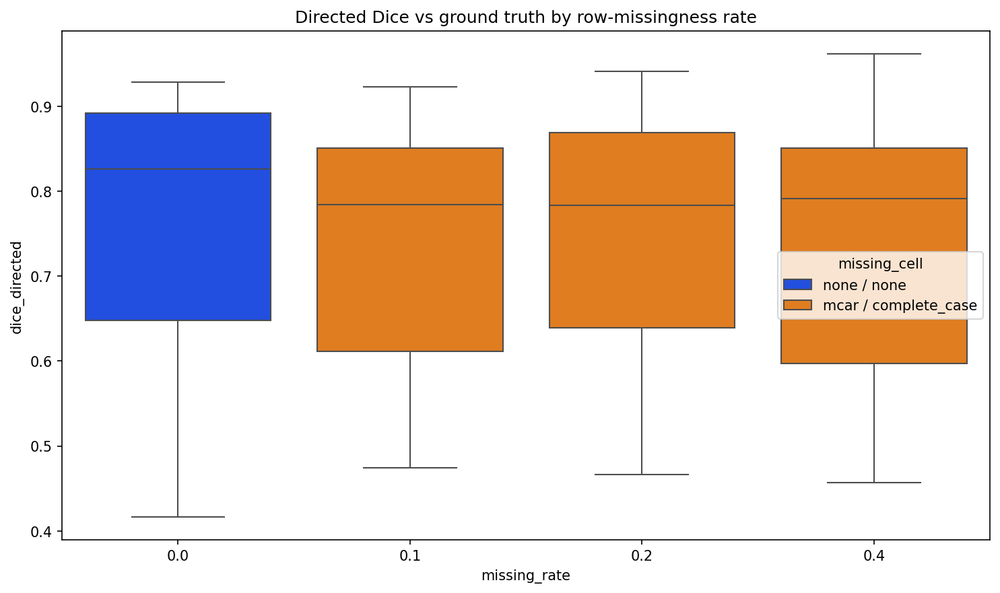 Directed Dice vs ground truth by row-missingness rate
dice_directed
0.9
0.8
0.7
0.6
0.5
0.4
missing_cell
none / none
mcar / complete_case
0.0
0.1
0.2
0.4
missing_rate